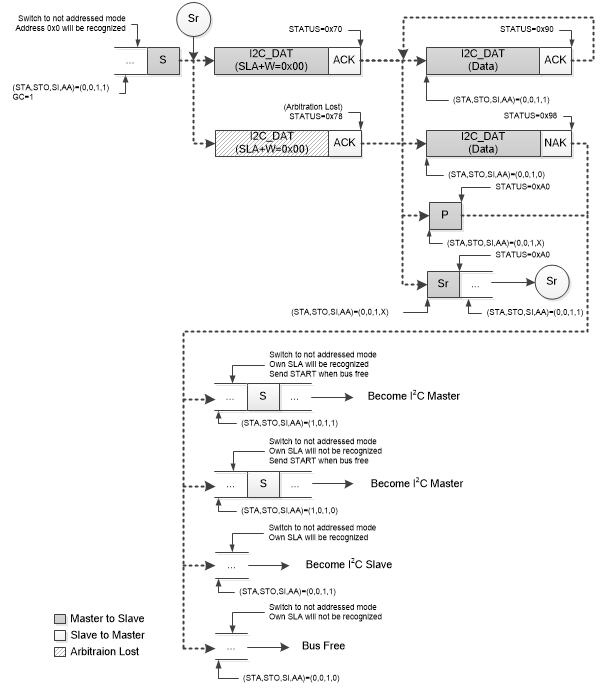 Switch to not addressed mode
Address 0x0 will be recognized
Sr
STATUS=0x70
STATUS=0x90
...
S
I2C_DAT
(SLA+W=0x00)
ACK
I2C_DAT
(Data)
ACK
(STA,STO,SI,AA)=(0,0,1,1)
GC=1
(STA,STO,SI,AA)=(0,0,1,1)
(Arbitration Lost)
STATUS=0x78
STATUS=0x98
I2C_DAT
(SLA+W=0x00)
ACK
I2C_DAT
(Data)
NAK
(STA,STO,SI,AA)=(0,0,1,0)
STATUS=0xA0
P
(STA,STO,SI,AA)=(0,0,1,X)
STATUS=0xA0
Sr
...
Sr
(STA,STO,SI,AA)=(0,0,1,X)
(STA,STO,SI,AA)=(0,0,1,1)
Switch to not addressed mode
Own SLA will be recognized
Send START when bus free
...
S
...
Become I²C Master
(STA,STO,SI,AA)=(1,0,1,1)
Switch to not addressed mode
Own SLA will not be recognized
Send START when bus free
...
S
...
Become I²C Master
(STA,STO,SI,AA)=(1,0,1,0)
Switch to not addressed mode
Own SLA will be recognized
...
Become I²C Slave
(STA,STO,SI,AA)=(0,0,1,1)
Switch to not addressed mode
Own SLA will not be recognized
...
Bus Free
(STA,STO,SI,AA)=(0,0,1,0)
Master to Slave
Slave to Master
Arbitraion Lost